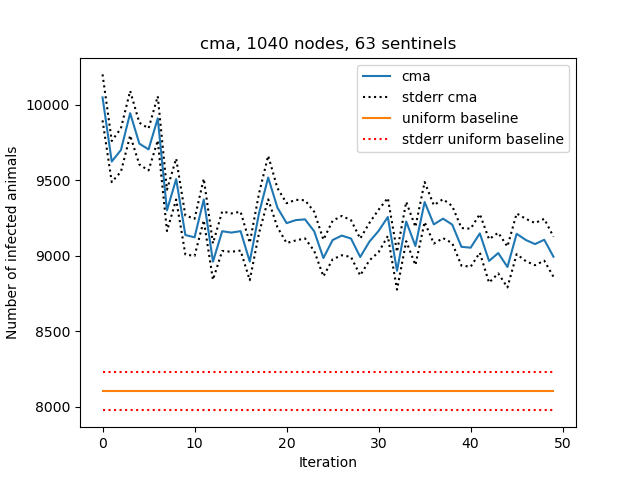 cma, 1040 nodes, 63 sentinels
cma
stderr cma
uniform baseline
stderr uniform baseline
Number of infected animals
10000
9500
9000
8500
8000
0 10 20 30 40 50
Iteration